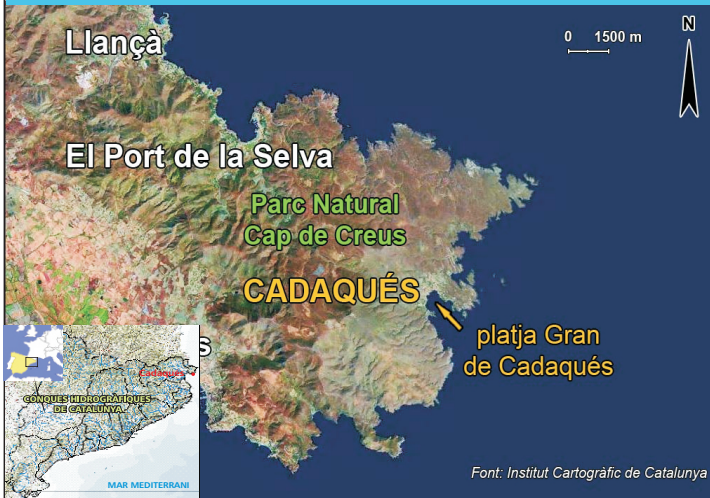 Llançà
N
0 1500 m
El Port de la Selva
Parc Natural
Cap de Creus
CADAQUÉS
platja Gran
de Cadaqués
s
Cadaqués
CONQUES HIDROGRÀFIQUES
DE CATALUNYA
MAR MEDITERRANI
Font: Institut Cartogràfic de Catalunya